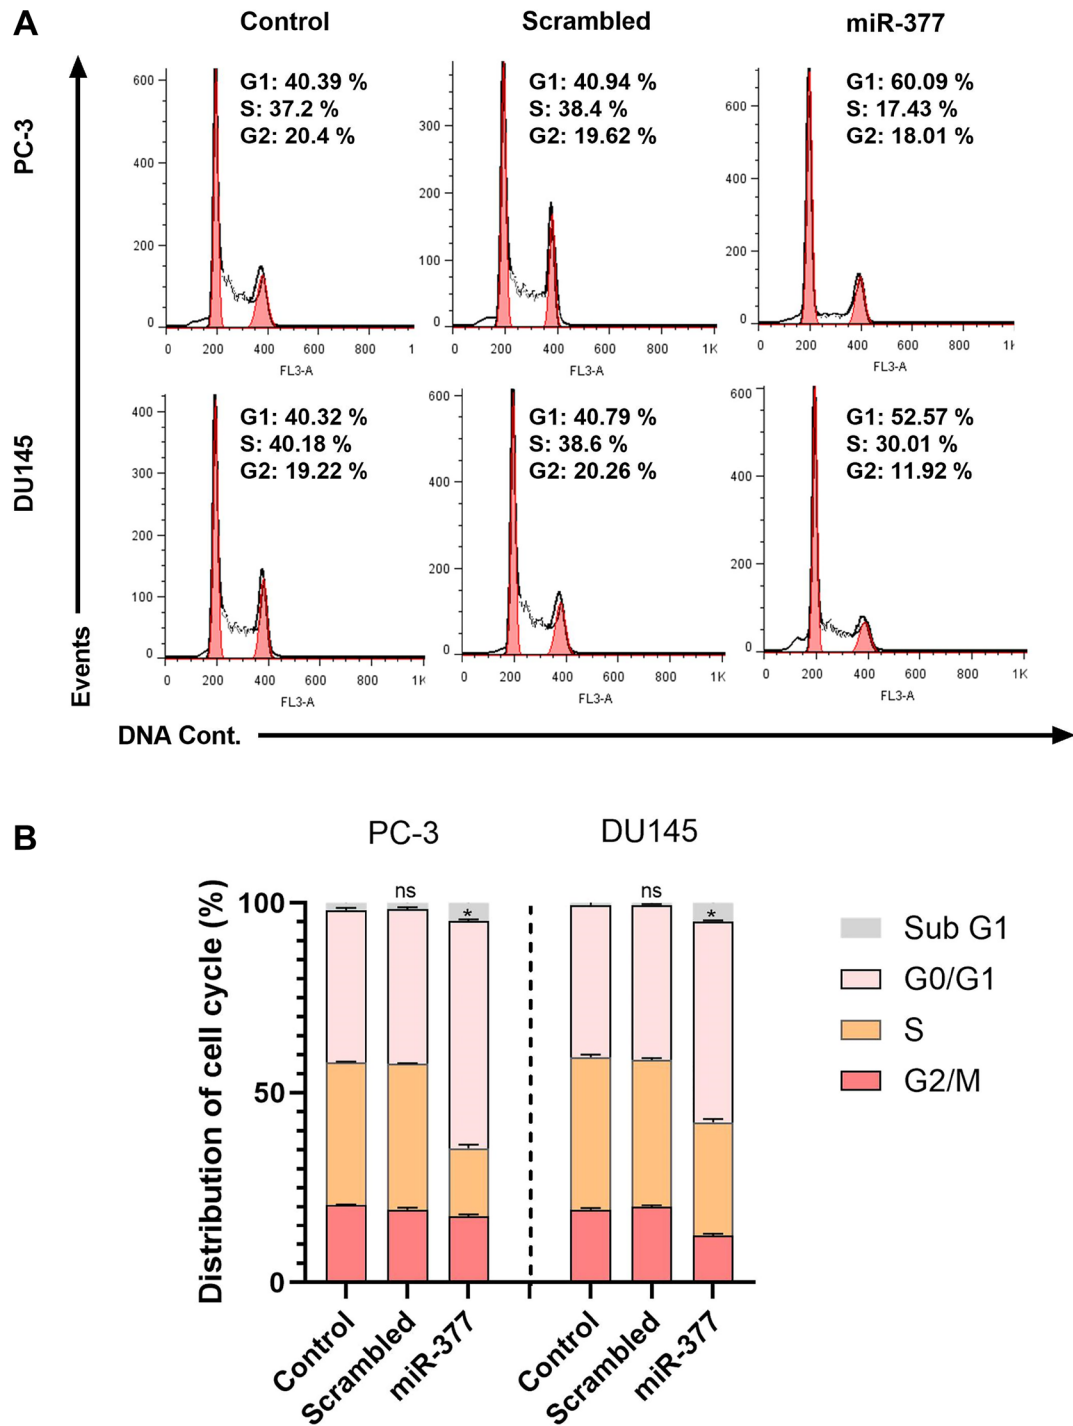 A
Control
Scrambled
miR-377
PC-3
600
400
200
0
G1: 40.39 %
S: 37.2 %
G2: 20.4 %
0 200 400 600 800 1
FL3-A
300
200
100
0
G1: 40.94 %
S: 38.4 %
G2: 19.62 %
0 200 400 600 800 1K
FL3-A
600
400
200
0
G1: 60.09 %
S: 17.43 %
G2: 18.01 %
0 200 400 600 800
FL3-A
DU145
400
300
200
100
0
G1: 40.32 %
S: 40.18 %
G2: 19.22 %
0 200 400 600 800 1K
FL3-A
600
400
200
0
G1: 40.79 %
S: 38.6 %
G2: 20.26 %
0 200 400 600 800 1K
FL3-A
600
400
200
0
G1: 52.57 %
S: 30.01 %
G2: 11.92 %
0 200 400 600 800 1K
FL3-A
Events
DNA Cont.
B
PC-3
DU145
Distribution of cell cycle (%)
100
50
0
ns
*
ns
*
Control
Scrambled
miR-377
Control
Scrambled
miR-377
Sub G1
G0/G1
S
G2/M